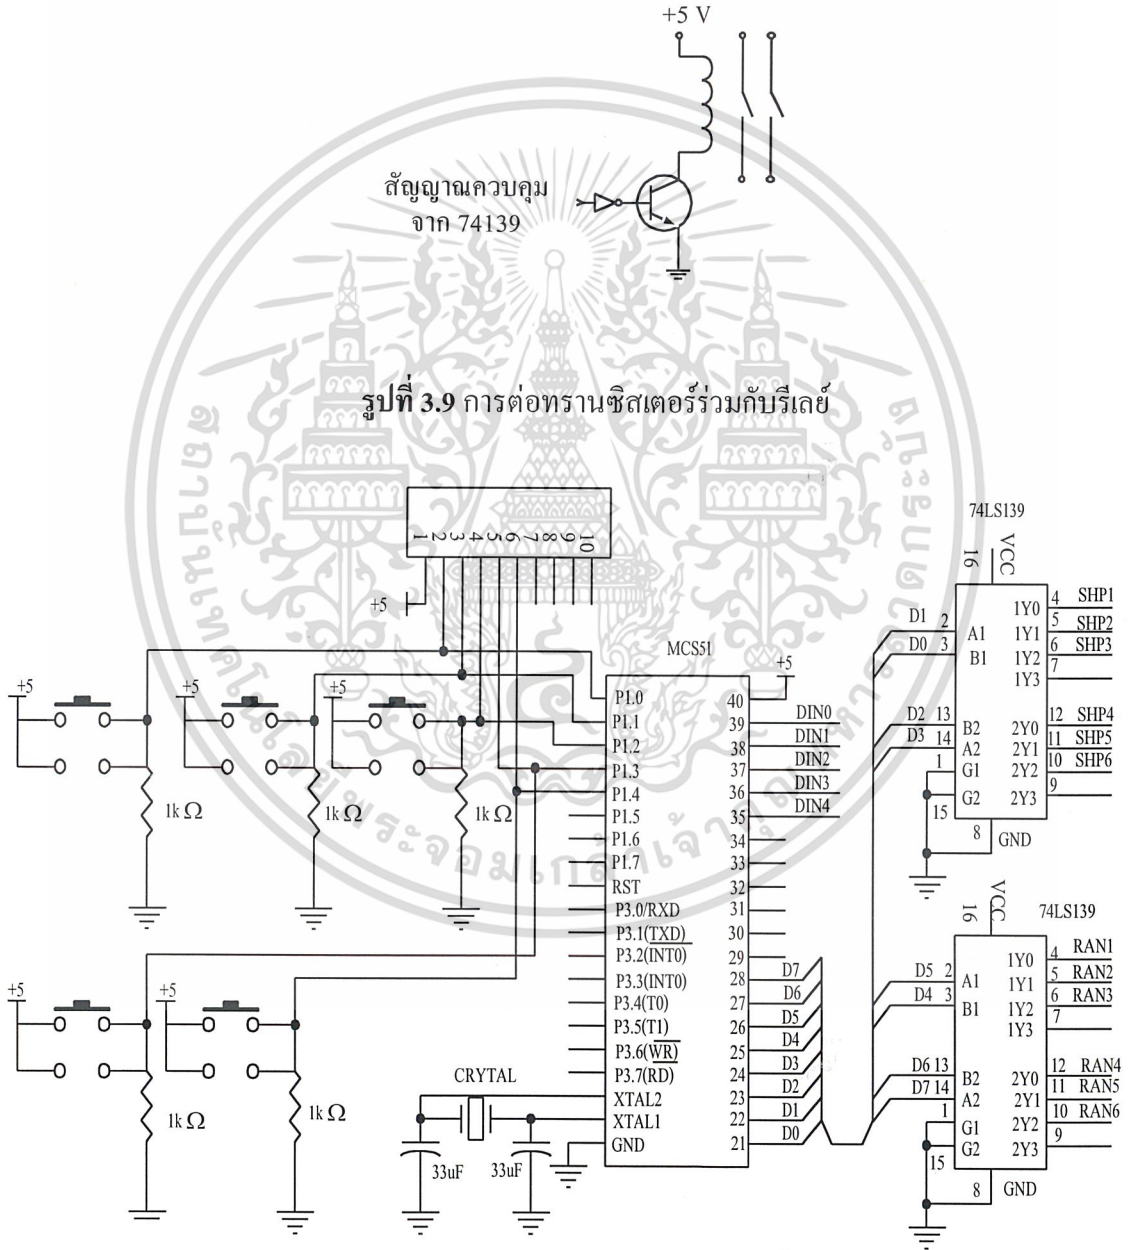 +5 V
สัญญาณควบคุม
จาก 74139
รูปที่ 3.9 การต่อทรานซิสเตอร์ร่วมกับรีเลย์
1 2 3 4 5 6 7 8 9 10
+5
74LS139
16 VCC
D1 2 A1 1Y0 4 SHP1
D0 3 B1 1Y1 5 SHP2
1Y2 6 SHP3
1Y3 7
D2 13 B2 2Y0 12 SHP4
D3 14 A2 2Y1 11 SHP5
1 G1 2Y2 10 SHP6
15 G2 2Y3 9
8 GND
MCS51
+5
P1.0 40
P1.1 39 DIN0
P1.2 38 DIN1
P1.3 37 DIN2
P1.4 36 DIN3
P1.5 35 DIN4
P1.6 34
P1.7 33
RST 32
P3.0/RXD 31
P3.1(TXD) 30
P3.2(INT0) 29
P3.3(INT0) 28 D7
P3.4(T0) 27 D6
P3.5(T1) 26 D5
P3.6(WR) 25 D4
P3.7(RD) 24 D3
XTAL2 23 D2
XTAL1 22 D1
GND 21 D0
+5 +5 +5
1k Ω 1k Ω 1k Ω
+5 +5
1k Ω 1k Ω
CRYTAL
33uF 33uF
74LS139
16 VCC
D5 2 A1 1Y0 4 RAN1
D4 3 B1 1Y1 5 RAN2
1Y2 6 RAN3
1Y3 7
D6 13 B2 2Y0 12 RAN4
D7 14 A2 2Y1 11 RAN5
1 G1 2Y2 10 RAN6
15 G2 2Y3 9
8 GND